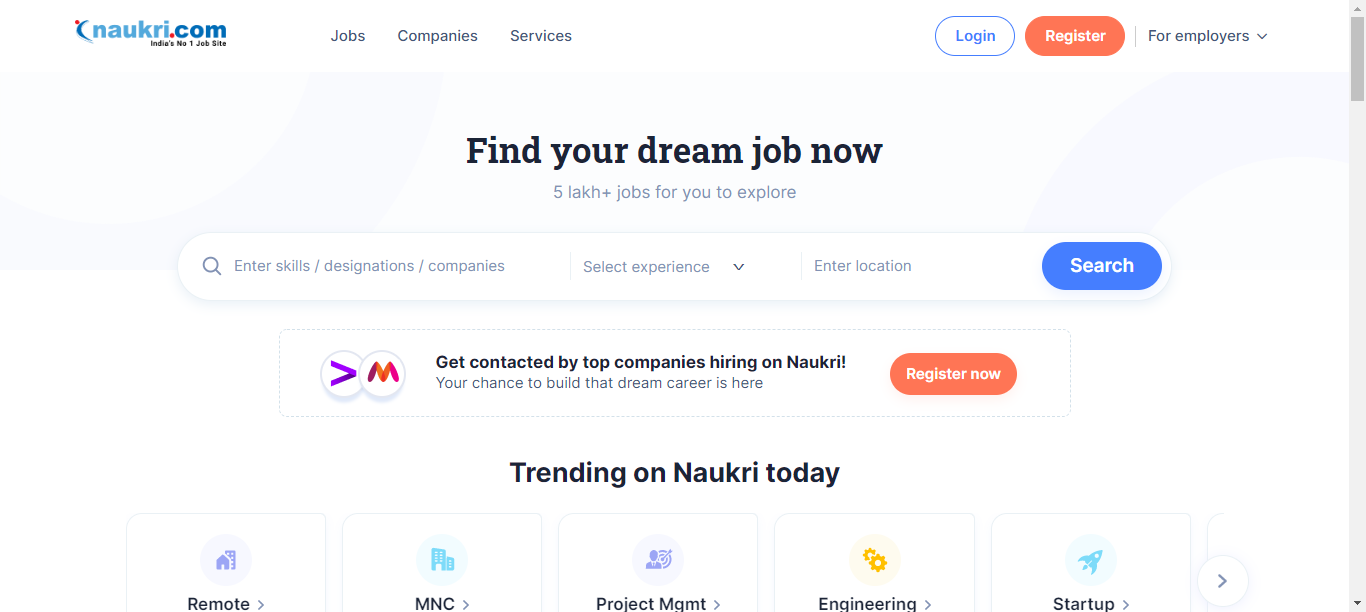 naukri.com
India's No 1 Job Site
Jobs
Companies
Services
Login
Register
For employers
Find your dream job now
5 lakh+ jobs for you to explore
Enter skills / designations / companies
Select experience
Enter location
Search
Get contacted by top companies hiring on Naukri!
Your chance to build that dream career is here
Register now
Trending on Naukri today
Remote
MNC
Project Mgmt
Engineering
Startup